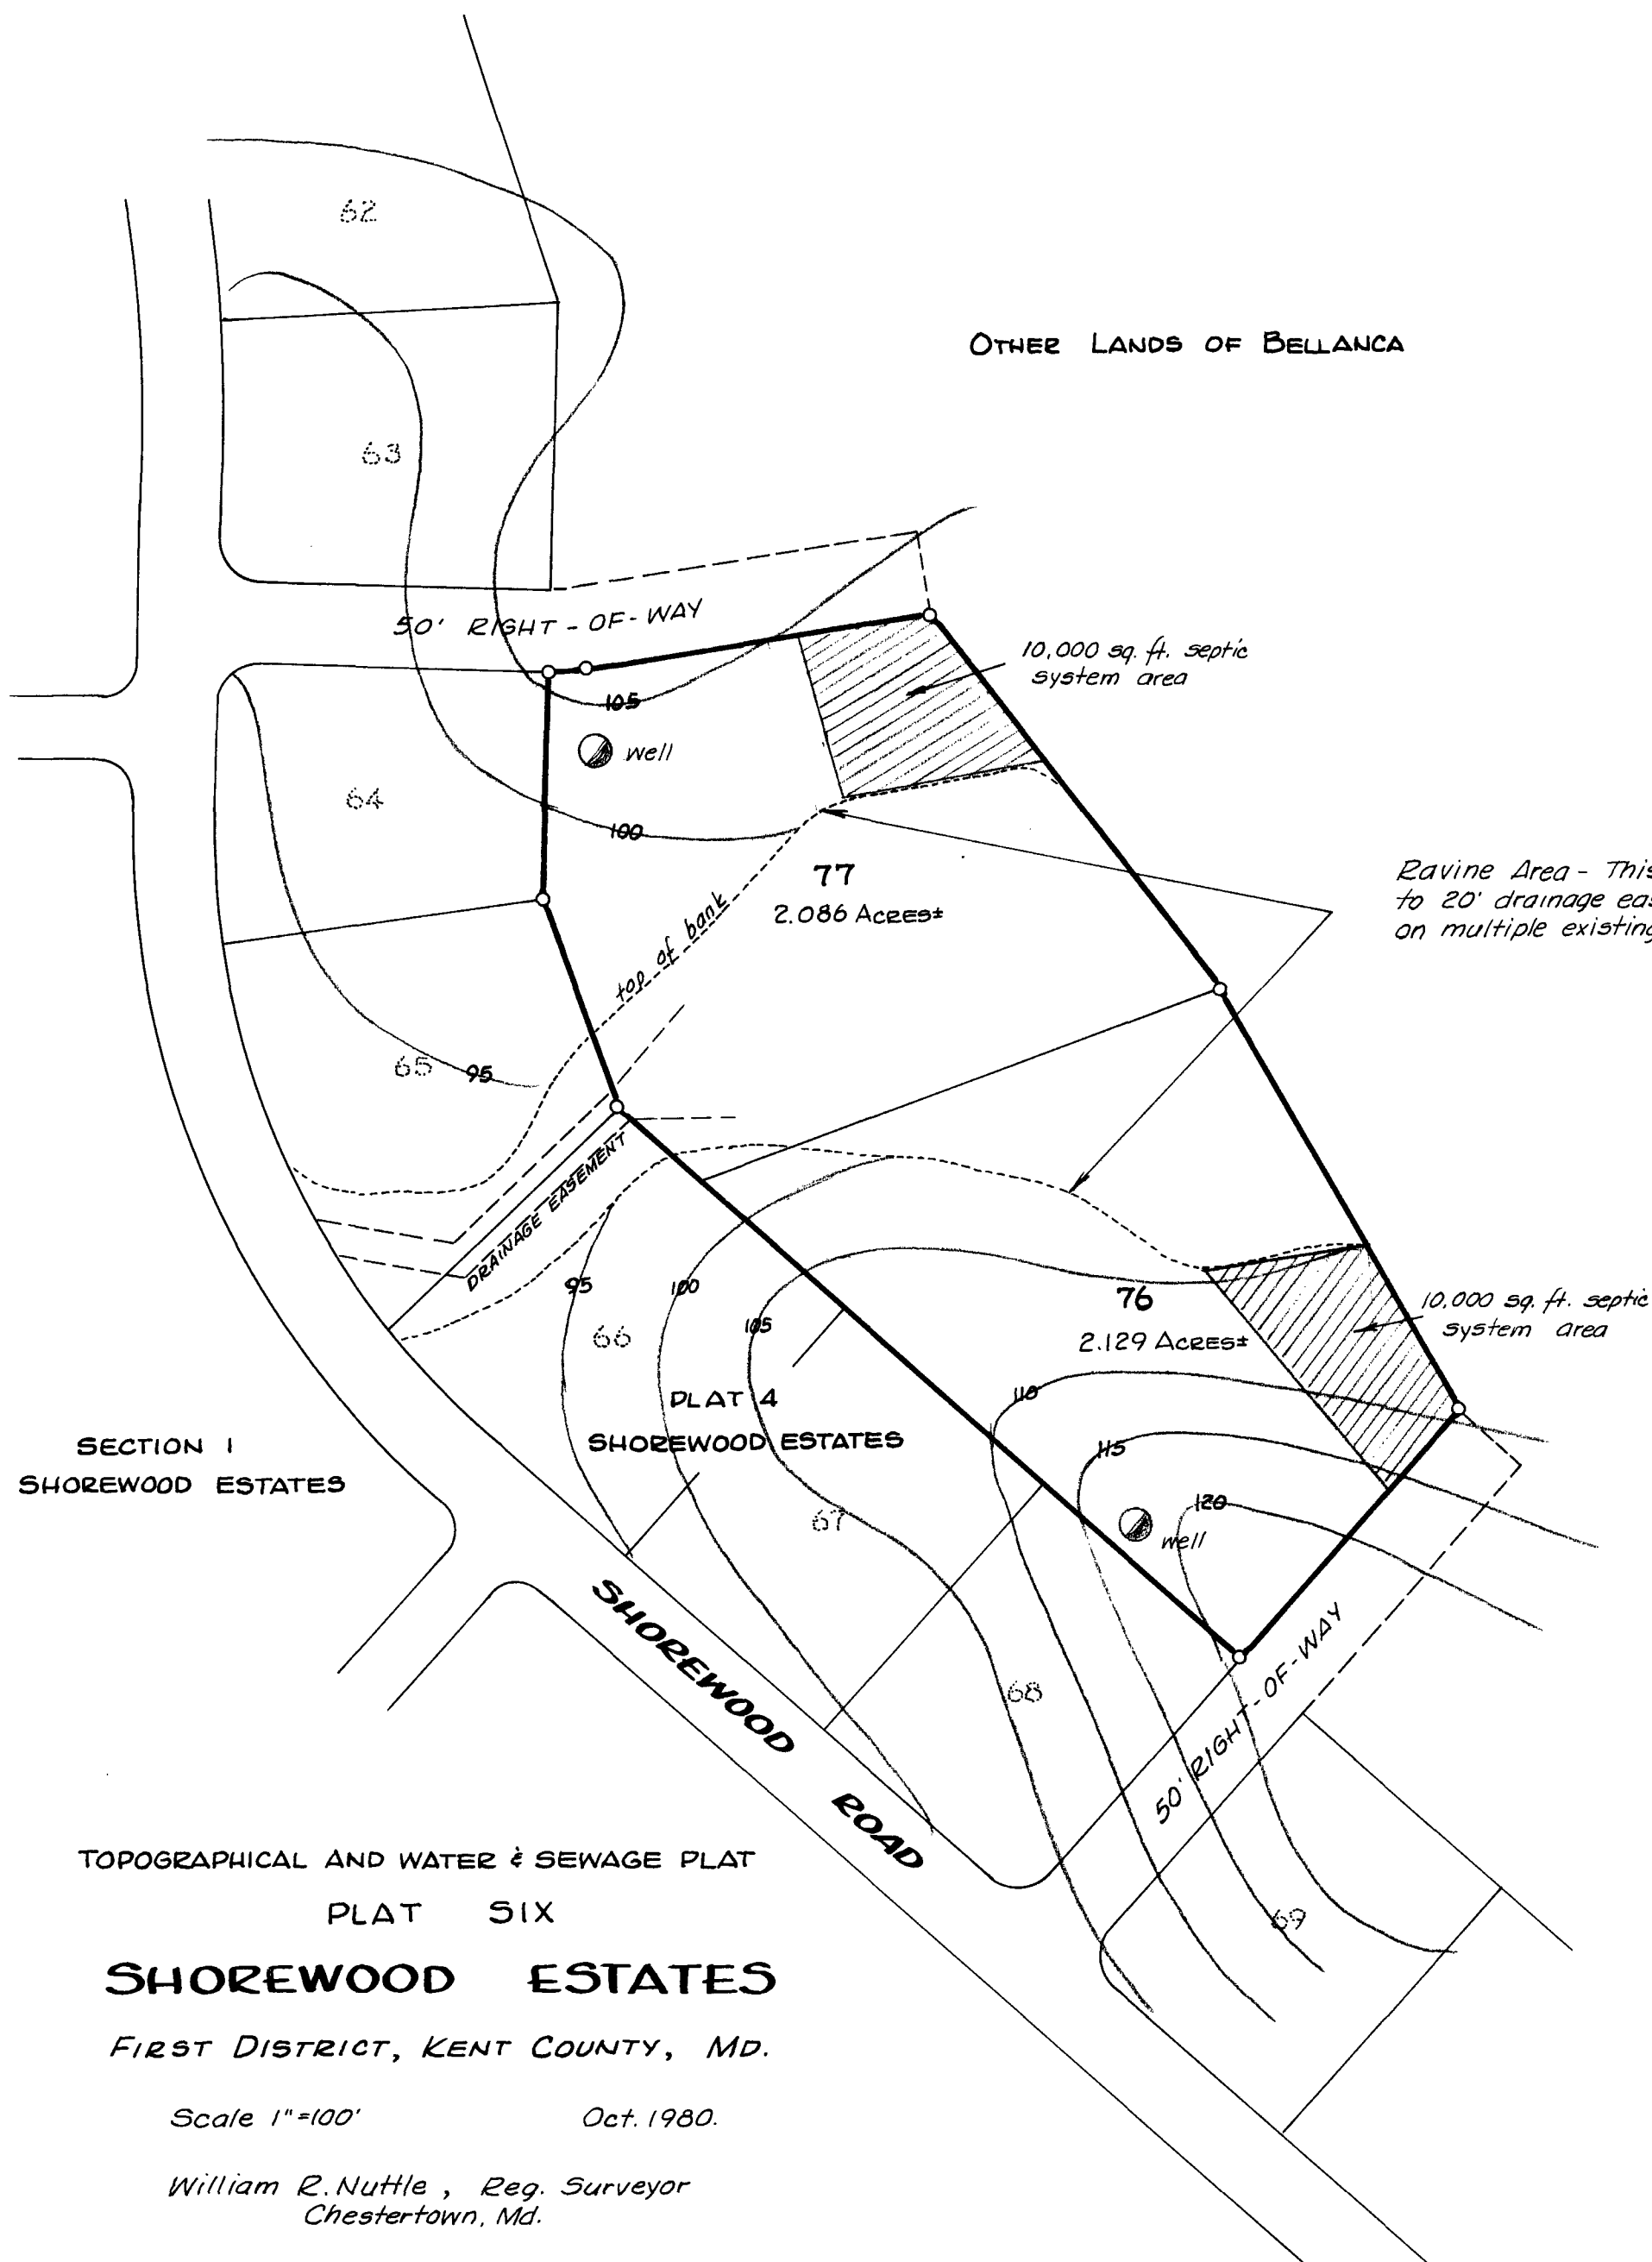 62
OTHER LANDS OF BELLANCA
63
50' RIGHT-OF-WAY
10,000 sq. ft. septic
system area
105
well
64
100
77
2.086 ACRES±
Ravine Area - This
to 20' drainage
on multiple existing
top of bank
65
95
DRAINAGE EASEMENT
95
100
105
66
76
2.129 ACRES±
10,000 sq. ft. septic
system area
PLAT 4
SHOREWOOD ESTATES
110
115
120
well
SECTION 1
SHOREWOOD ESTATES
67
68
SHOREWOOD ROAD
50' RIGHT-OF-WAY
69
TOPOGRAPHICAL AND WATER & SEWAGE PLAT
PLAT SIX
SHOREWOOD ESTATES
FIRST DISTRICT, KENT COUNTY, MD.
Scale 1"=100' Oct. 1980.
William R. Nuttle, Reg. Surveyor
Chestertown, Md.